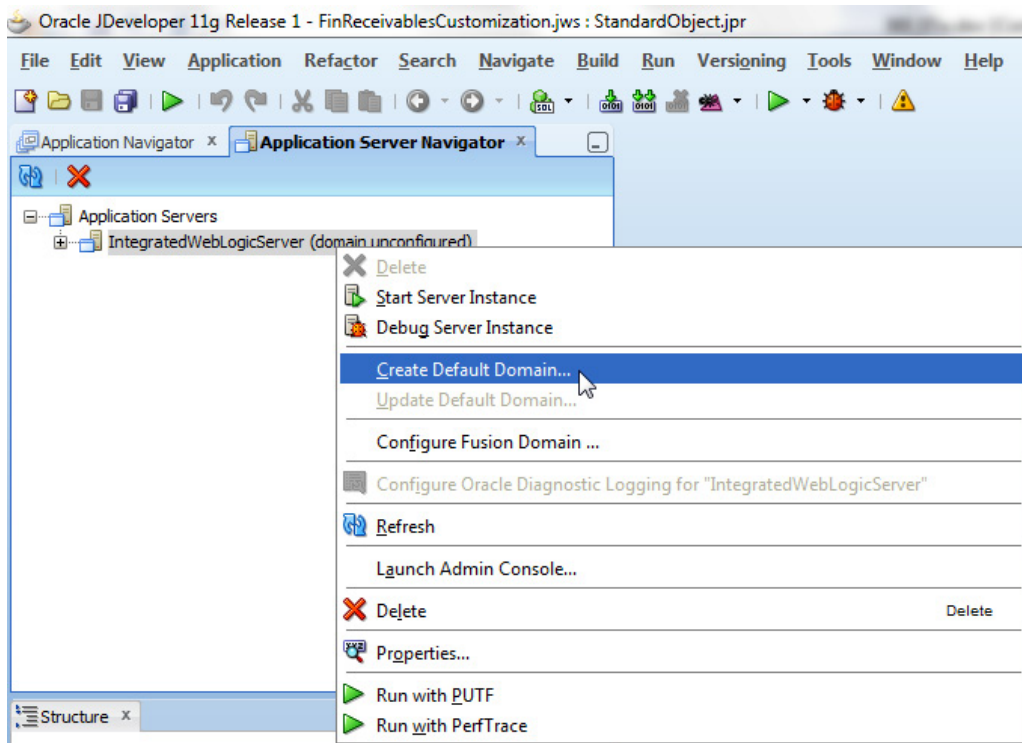 Oracle JDeveloper 11g Release 1 - FinReceivablesCustomization.jws : StandardObject.jpr
File Edit View Application Refactor Search Navigate Build Run Versioning Tools Window Help
Application Navigator x Application Server Navigator x
Application Servers
IntegratedWebLogicServer (domain unconfigured)
Delete
Start Server Instance
Debug Server Instance
Create Default Domain...
Update Default Domain...
Configure Fusion Domain ...
Configure Oracle Diagnostic Logging for "IntegratedWebLogicServer"
Refresh
Launch Admin Console...
Delete Delete
Properties...
Run with PUTF
Run with PerfTrace
Structure x